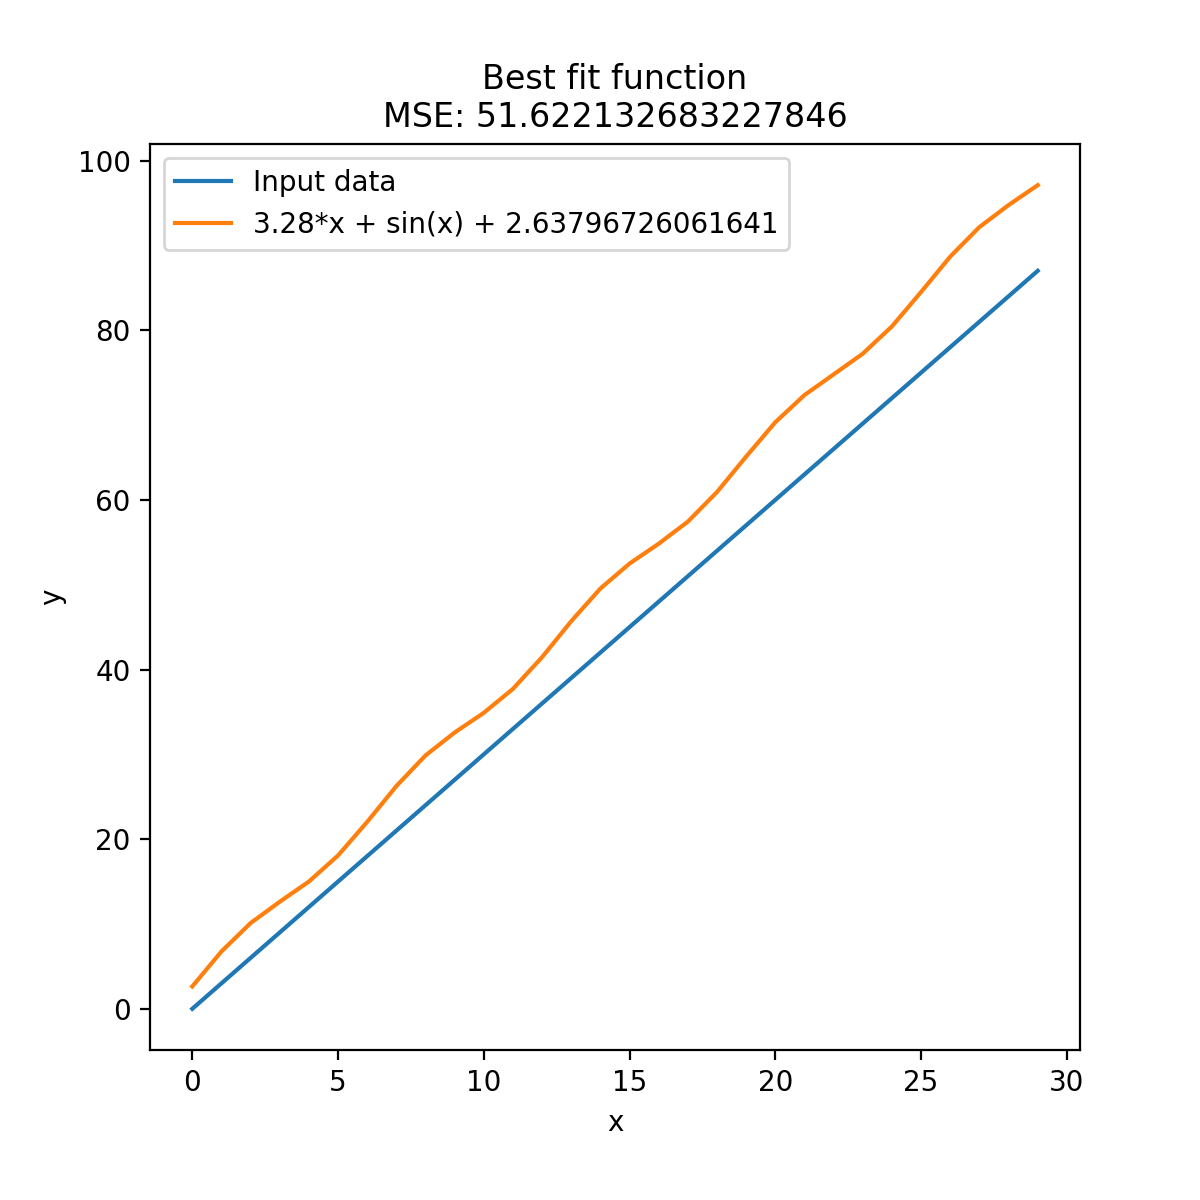 Best fit function
MSE: 51.622132683227846
Input data
3.28*x + sin(x) + 2.63796726061641
100
80
60
40
20
0
y
0 5 10 15 20 25 30
x